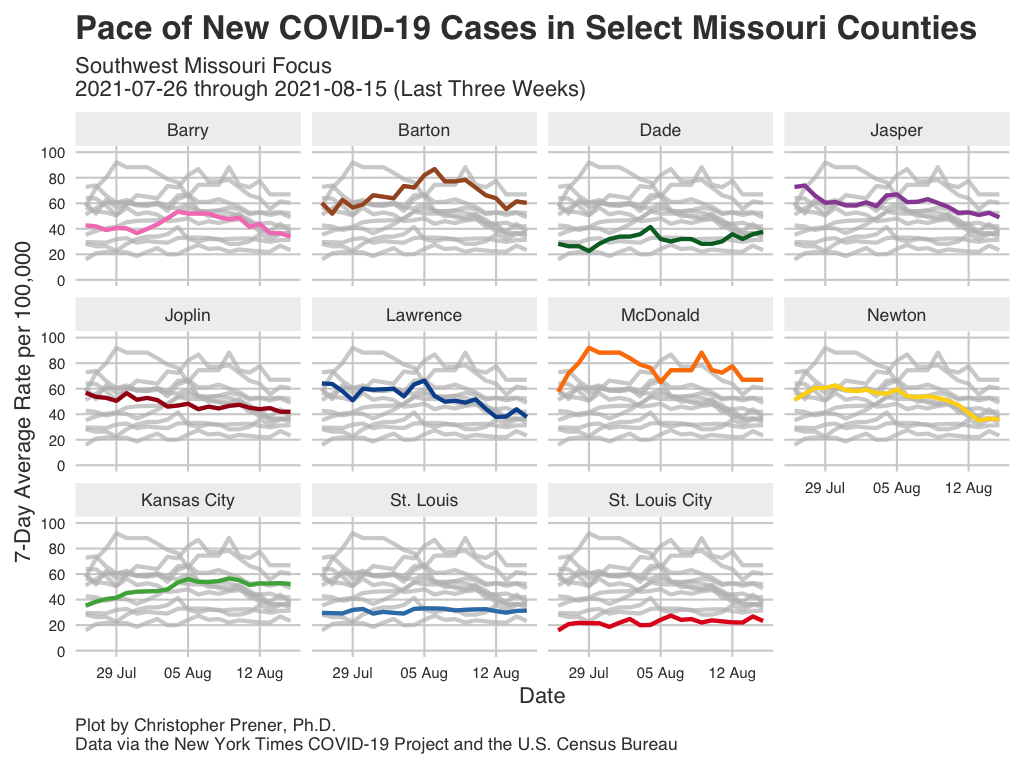 Pace of New COVID-19 Cases in Select Missouri Counties
Southwest Missouri Focus
2021-07-26 through 2021-08-15 (Last Three Weeks)
Barry
Barton
Dade
Jasper
100
80
60
40
20
0
Joplin
Lawrence
McDonald
Newton
100
80
60
40
20
0
29 Jul
05 Aug
12 Aug
Kansas City
St. Louis
St. Louis City
100
80
60
40
20
0
29 Jul
05 Aug
12 Aug
29 Jul
05 Aug
12 Aug
29 Jul
05 Aug
12 Aug
7-Day Average Rate per 100,000
Date
Plot by Christopher Prener, Ph.D.
Data via the New York Times COVID-19 Project and the U.S. Census Bureau